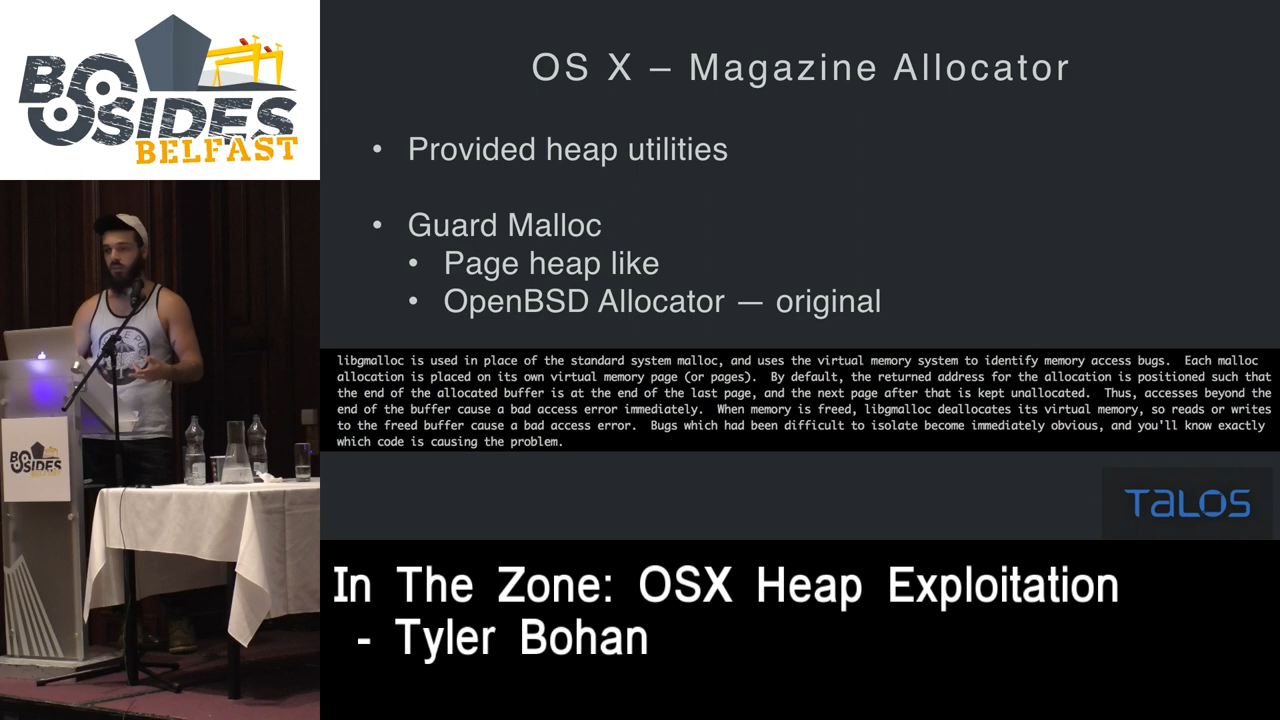 BSIDES
BELFAST
OS X – Magazine Allocator
• Provided heap utilities
• Guard Malloc
• Page heap like
• OpenBSD Allocator — original
libgmalloc is used in place of the standard system malloc, and uses the virtual memory system to identify memory access bugs. Each malloc
allocation is placed on its own virtual memory page (or pages). By default, the returned address for the allocation is positioned such that
the end of the allocated buffer is at the end of the last page, and the next page after that is kept unallocated. Thus, accesses beyond the
end of the buffer cause a bad access error immediately. When memory is freed, libgmalloc deallocates its virtual memory, so reads or writes
to the freed buffer cause a bad access error. Bugs which had been difficult to isolate become immediately obvious, and you'll know exactly
which code is causing the problem.
BSIDES
BELFAST
TALOS
In The Zone: OSX Heap Exploitation
- Tyler Bohan